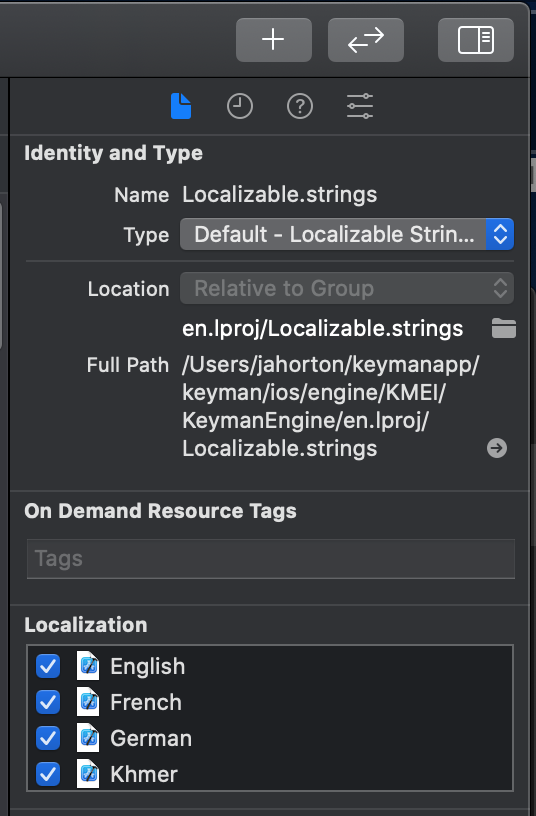 Identity and Type
Name Localizable.strings
Type Default - Localizable Strin...
Location Relative to Group
en.lproj/Localizable.strings
Full Path /Users/jahorton/keymanapp/
keyman/ios/engine/KMEI/
KeymanEngine/en.lproj/
Localizable.strings
On Demand Resource Tags
Tags
Localization
English
French
German
Khmer